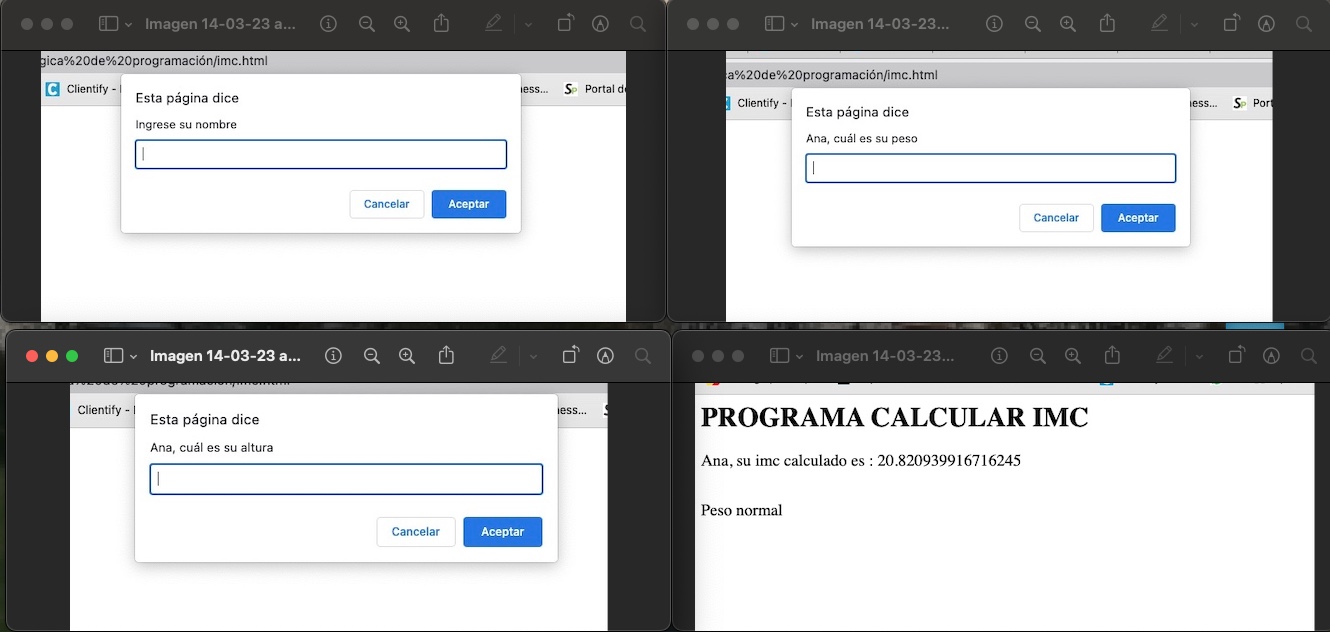 Imagen 14-03-23 a...
gica%20de%20programación/imc.html
Clientify -
ness...
Portal de
Esta página dice
Ingrese su nombre
Cancelar
Aceptar
Imagen 14-03-23...
ca%20de%20programación/imc.html
Clientify -
ness...
Port
Esta página dice
Ana, cuál es su peso
Cancelar
Aceptar
Imagen 14-03-23 a...
Clientify -
ness...
Esta página dice
Ana, cuál es su altura
Cancelar
Aceptar
Imagen 14-03-23...
PROGRAMA CALCULAR IMC
Ana, su imc calculado es : 20.820939916716245
Peso normal